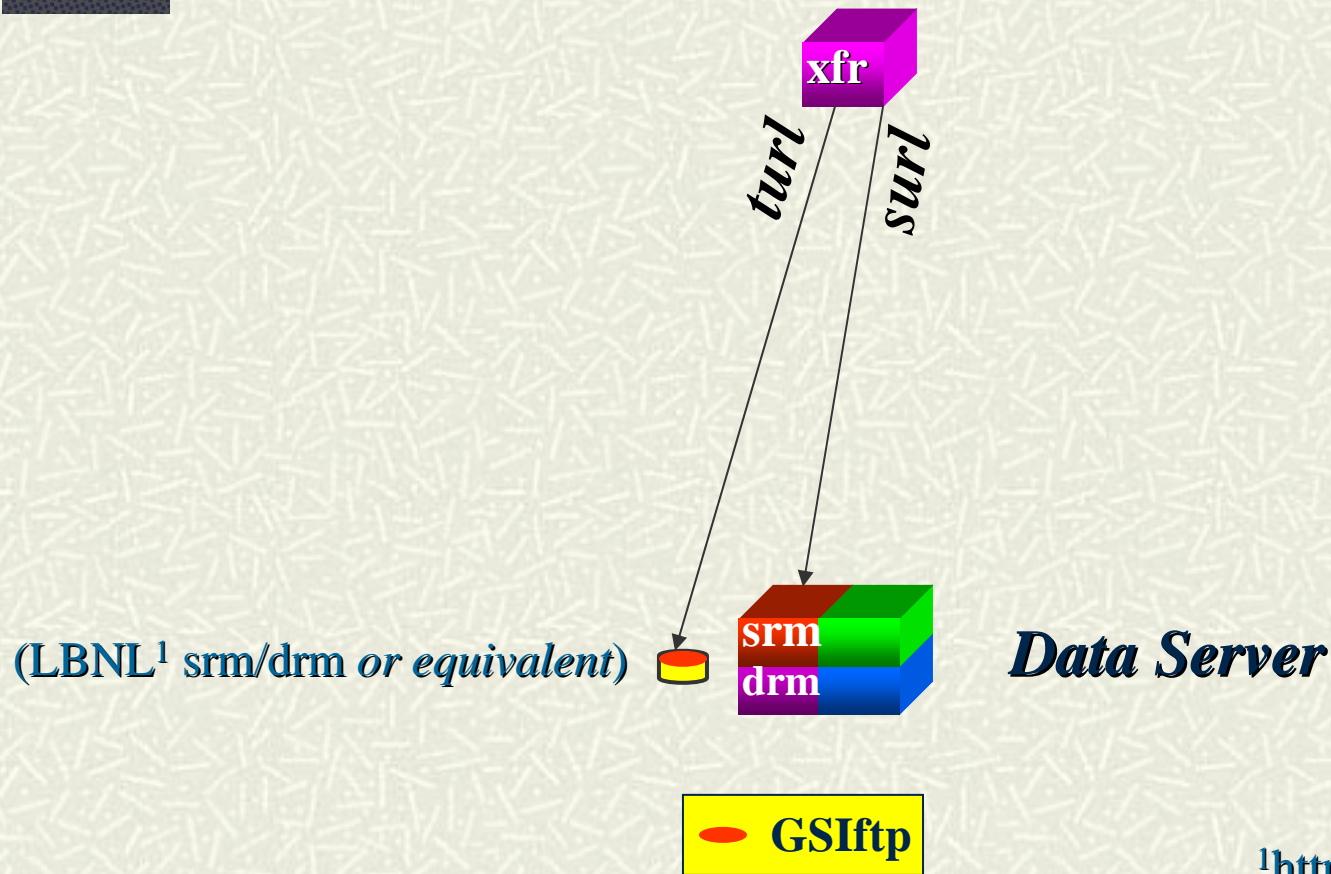 xfr
turl
surl
(LBNL¹ srm/drm or equivalent)
srm
drm
Data Server
GSIftp